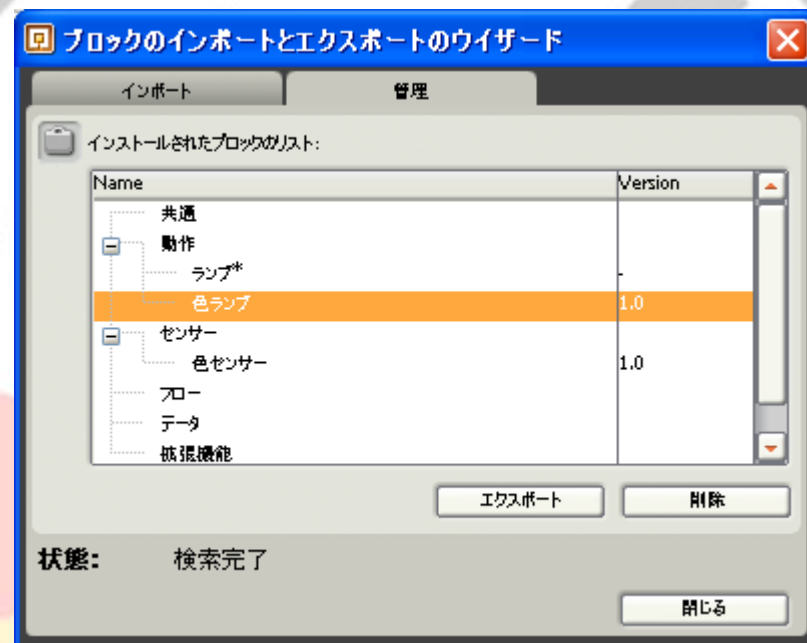 ブロックのインポートとエクスポートのウイザード
インポート 管理
インストールされたブロックのリスト:
Name Version
共通
動作
ランプ* -
色ランプ 1.0
センサー
色センサー 1.0
フロー
データ
拡張機能
エクスポート 削除
状態: 検索完了
閉じる